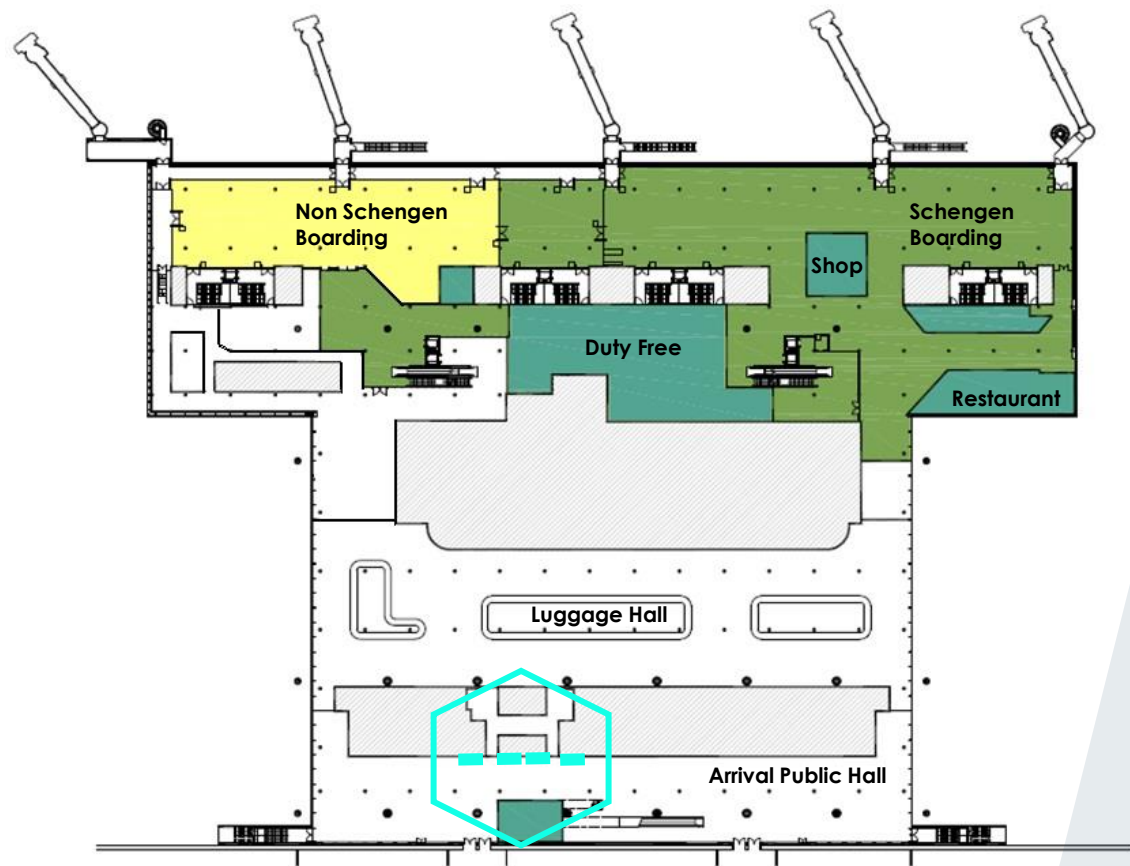 Non Schengen
Boarding
Schengen
Boarding
Shop
Duty Free
Restaurant
Luggage Hall
Arrival Public Hall